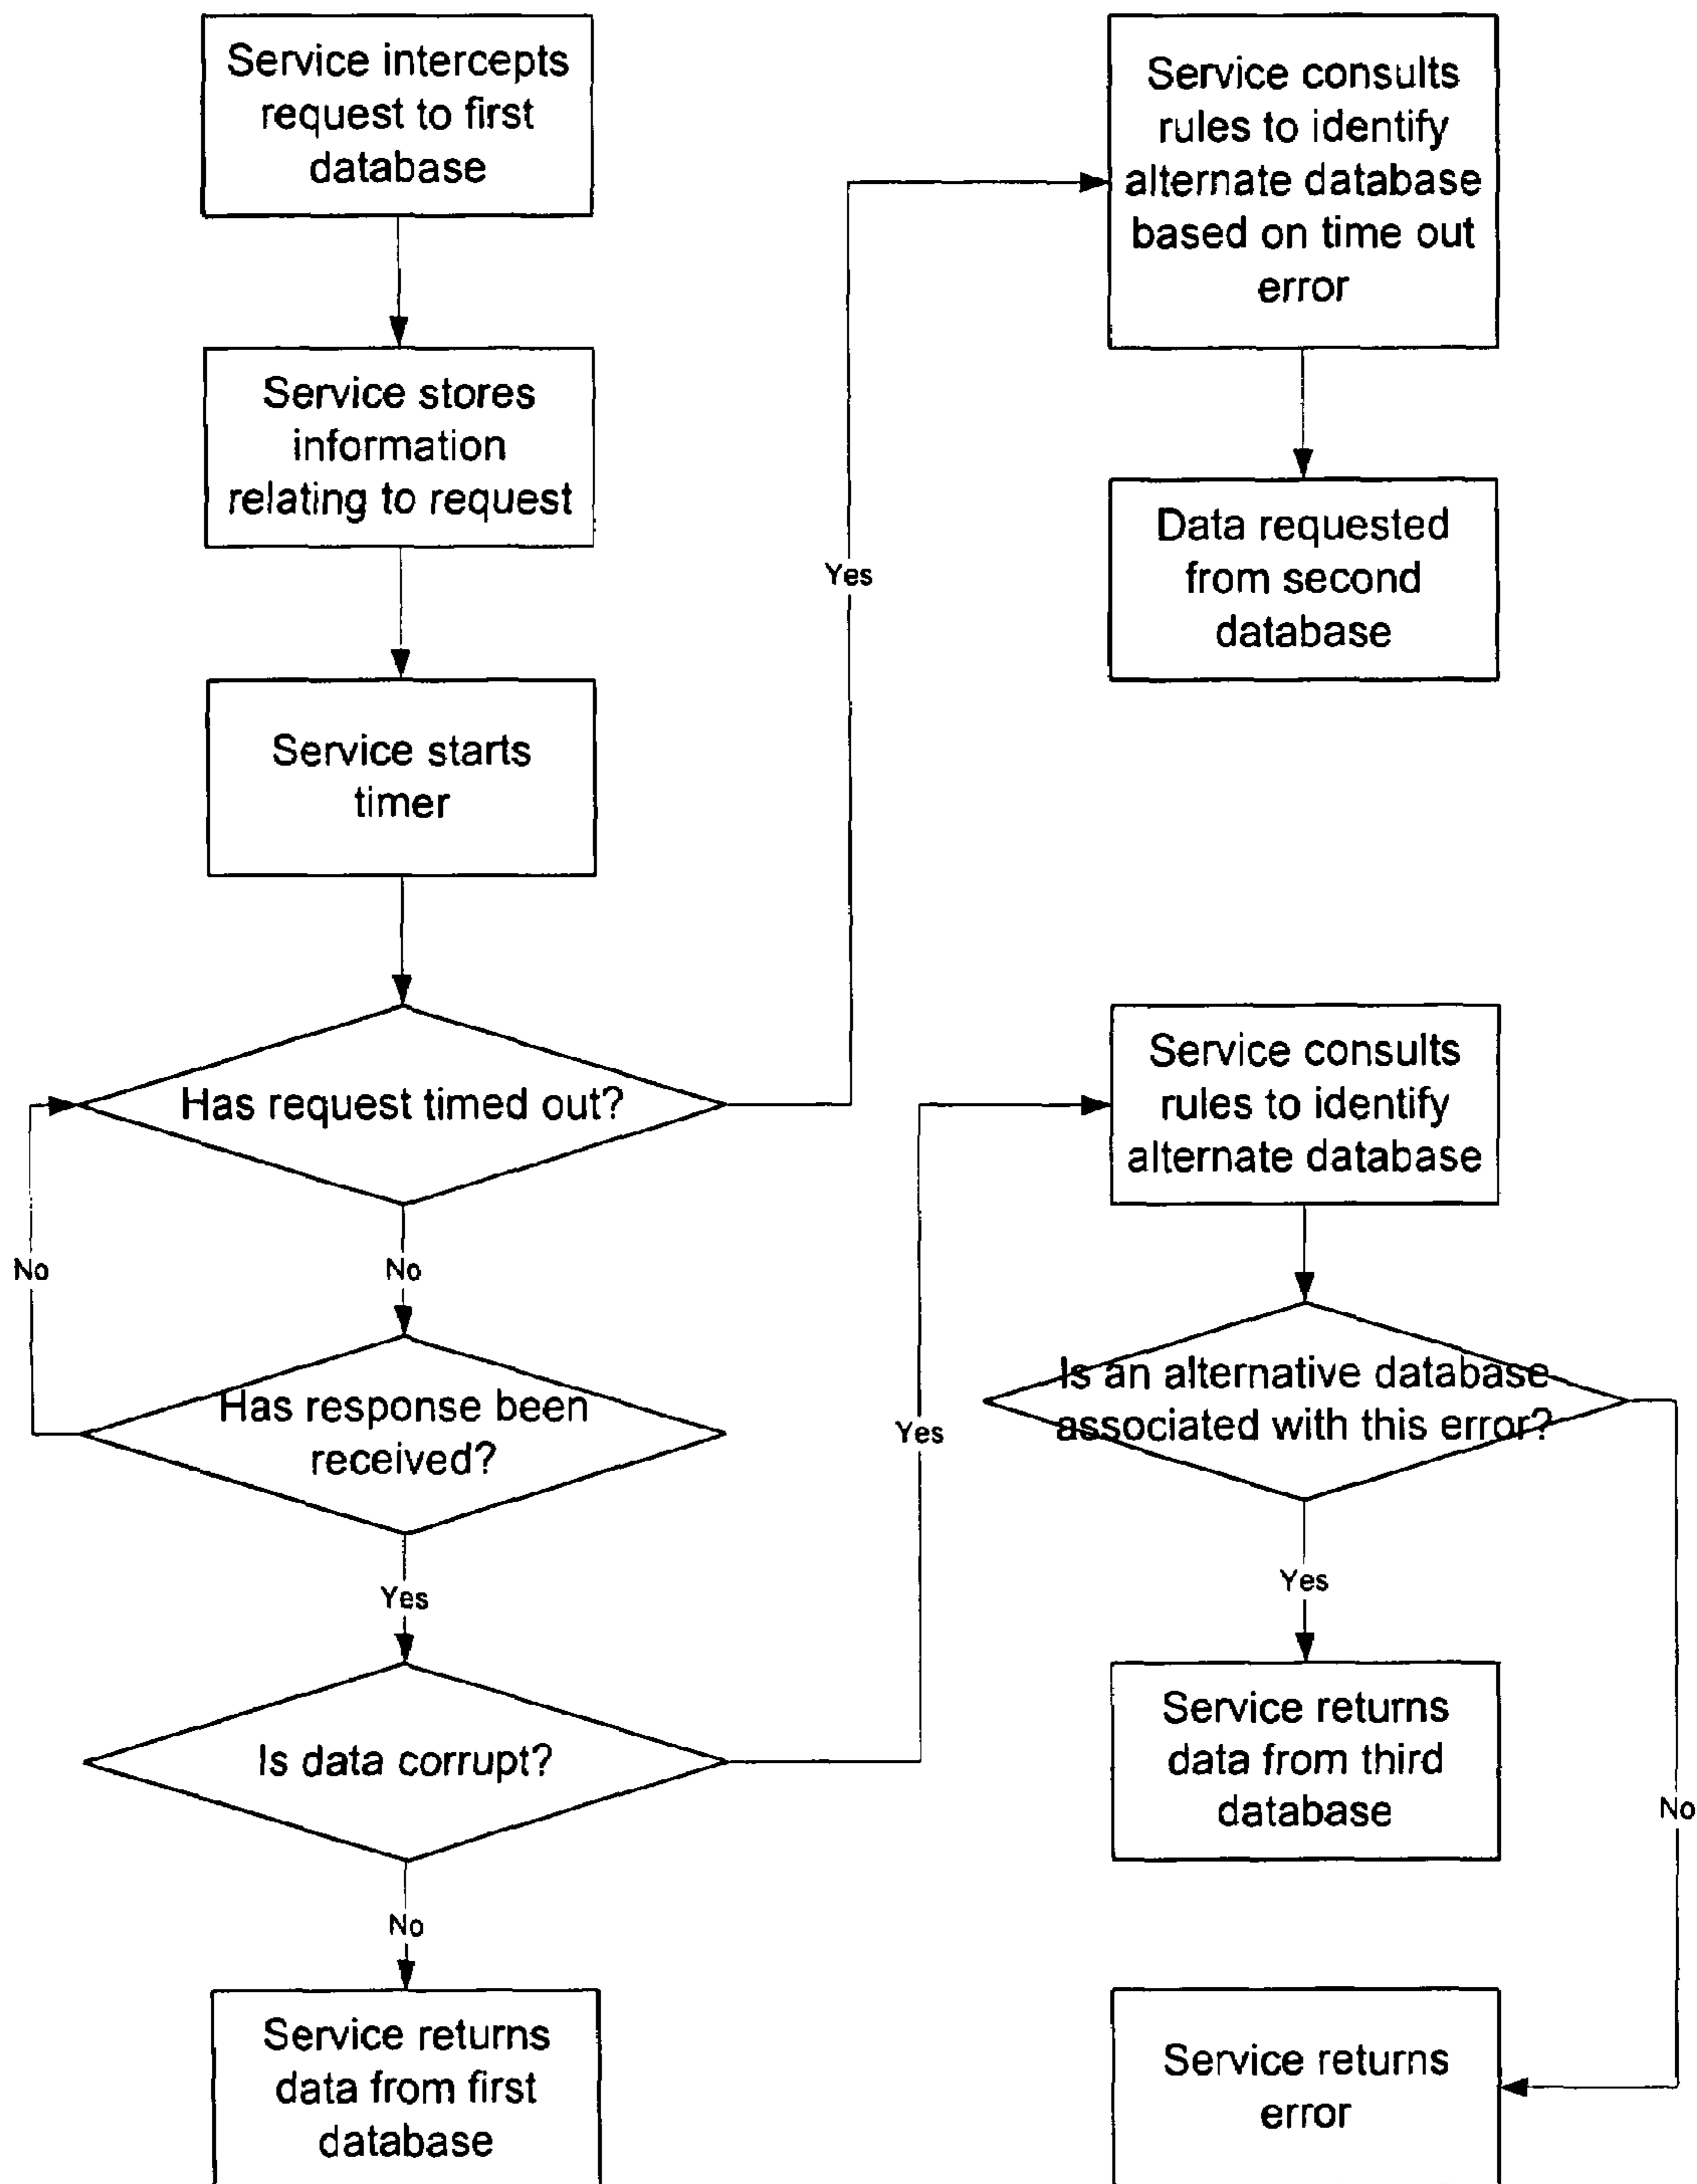 Service intercepts
request to first
database
Service stores
information
relating to request
Service starts
timer
Has request timed out?
No
No
Has response been
received?
Yes
Is data corrupt?
No
Service returns
data from first
database
Yes
Service consults
rules to identify
alternate database
based on time out
error
Data requested
from second
database
Yes
Service consults
rules to identify
alternate database
Is an alternative database
associated with this error?
Yes
Service returns
data from third
database
No
Service returns
error